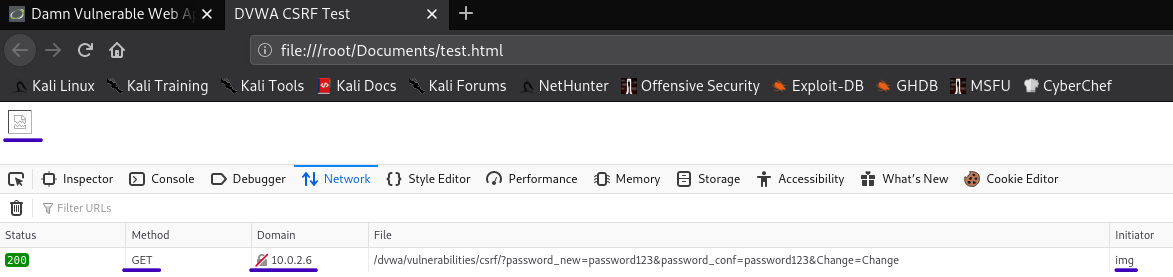 Damn Vulnerable Web Ap
DVWA CSRF Test
file:///root/Documents/test.html
Kali Linux Kali Training Kali Tools Kali Docs Kali Forums NetHunter Offensive Security Exploit-DB GHDB MSFU CyberChef
Inspector Console Debugger Network Style Editor Performance Memory Storage Accessibility What's New Cookie Editor
Filter URLs
Status Method Domain File Initiator
200 GET 10.0.2.6 /dvwa/vulnerabilities/csrf/?password_new=password123&password_conf=password123&Change=Change img